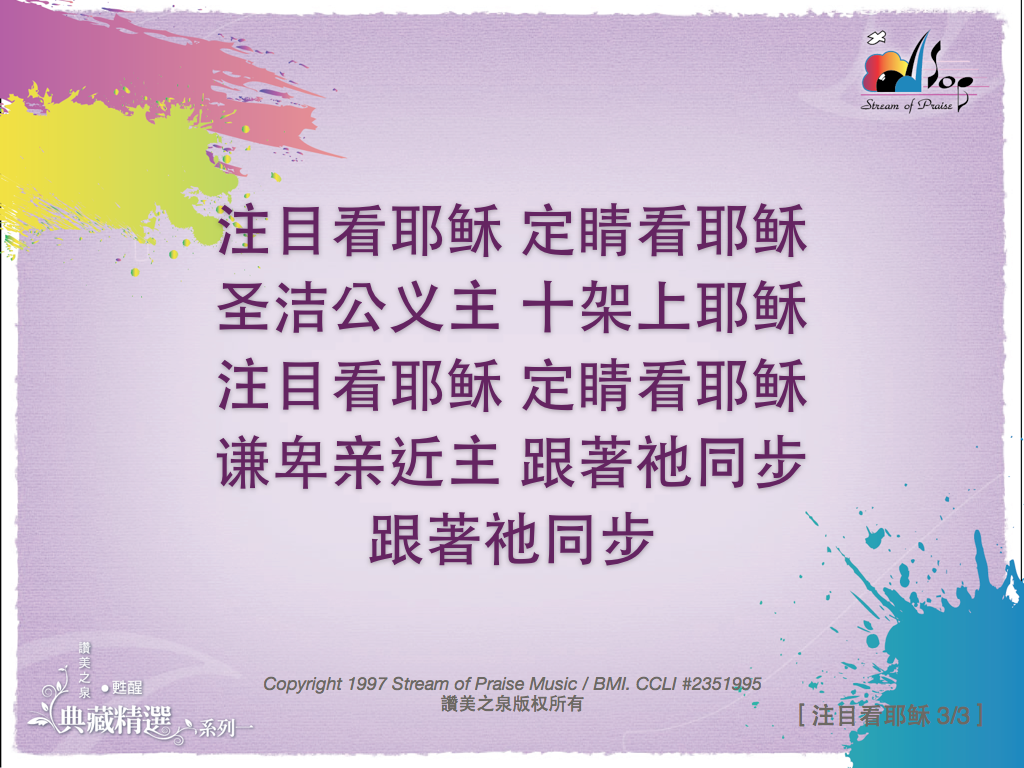 Sop
Stream of Praise
注目看耶稣 定睛看耶稣
圣洁公义主 十架上耶稣
注目看耶稣 定睛看耶稣
谦卑亲近主 跟著祂同步
跟著祂同步
讚美之泉
•甦醒
典藏精選 系列一
Copyright 1997 Stream of Praise Music / BMI. CCLI #2351995
讚美之泉版权所有
[ 注目看耶稣 3/3 ]